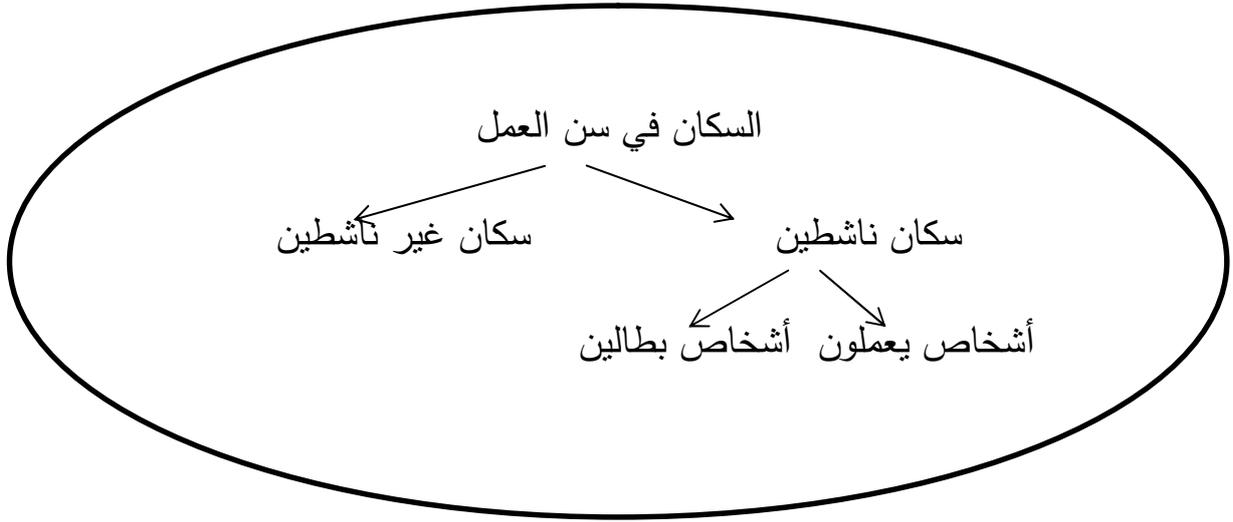 السكان في سن العمل
سكان ناشطين سكان غير ناشطين
أشخاص يعملون أشخاص بطالين